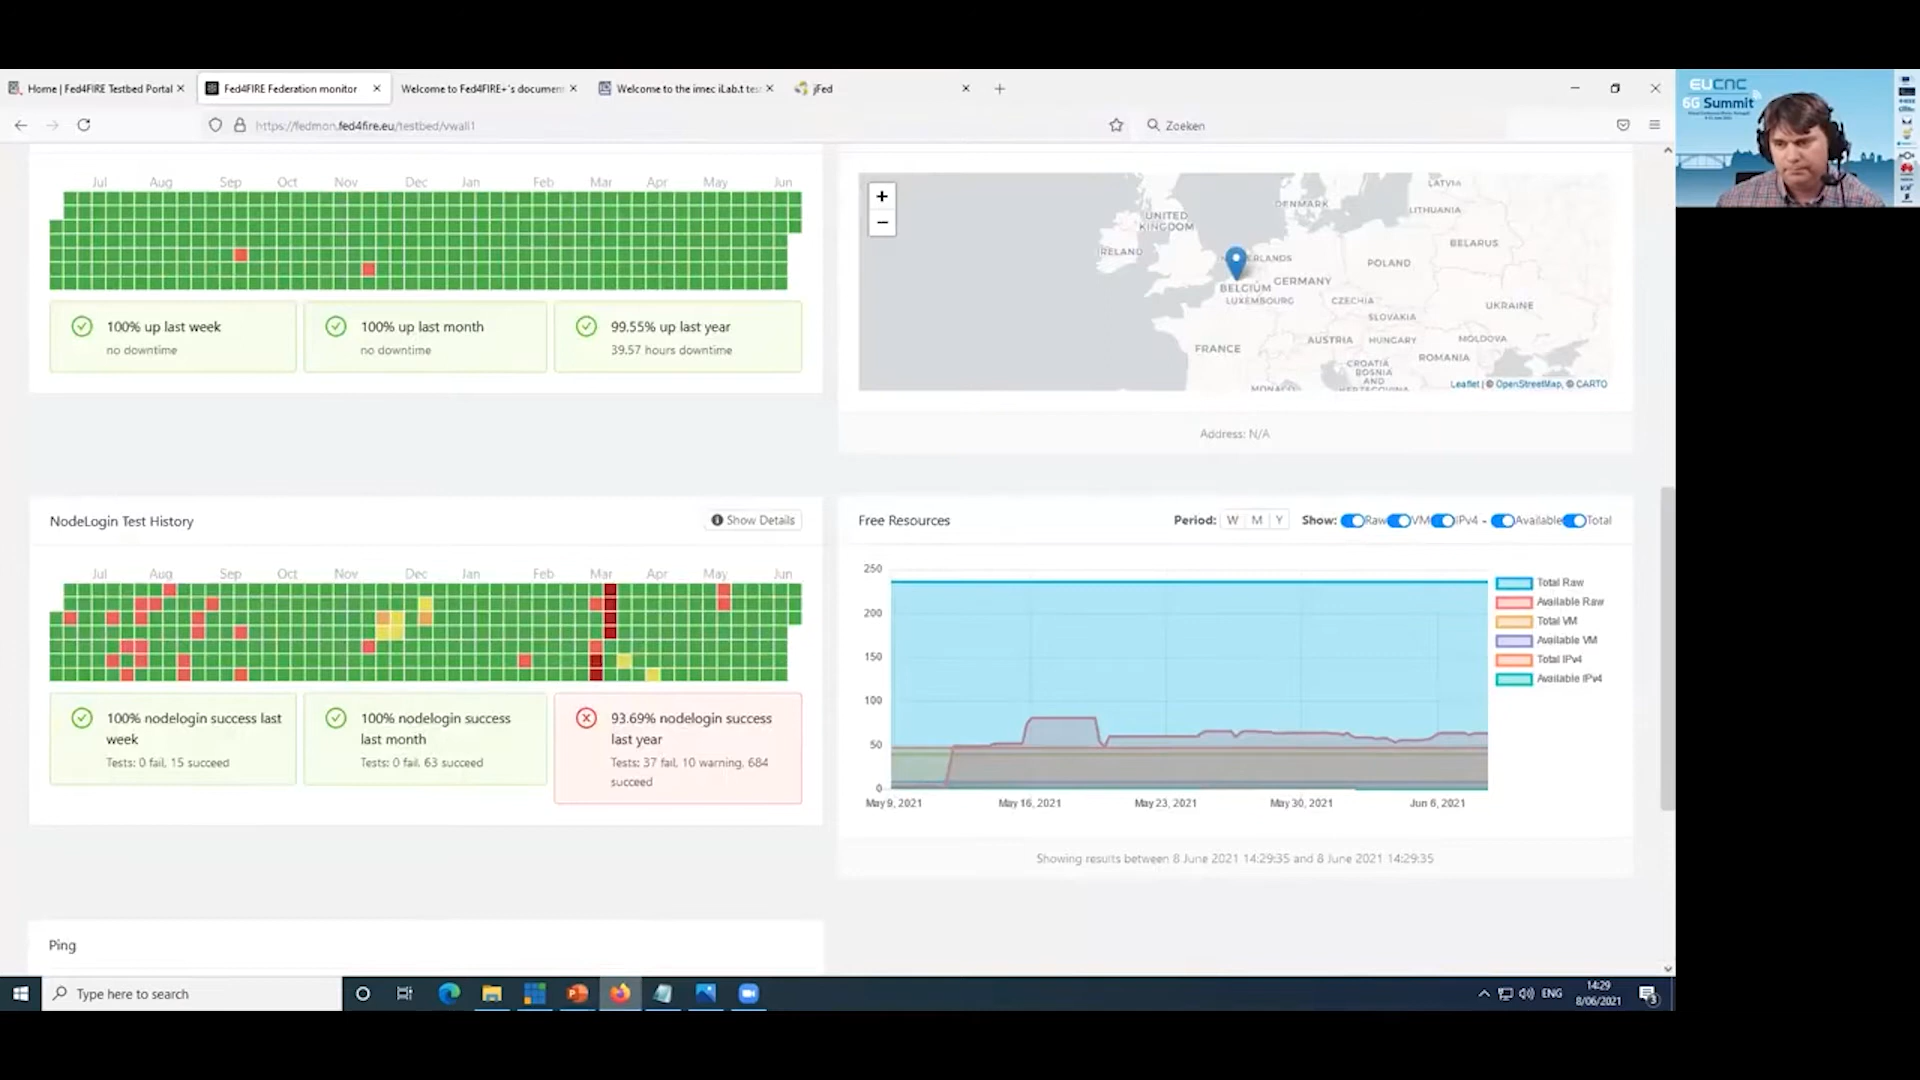 Home | Fed4FIRE Testbed Portal
Fed4FIRE Federation monitor
Welcome to Fed4FIRE+'s documen
Welcome to the imec iLab.t tes
jFed
https://fedmon.fed4fire.eu/testbed/vwall1
Zoeken
EUCNC
6G Summit
Jul Aug Sep Oct Nov Dec Jan Feb Mar Apr May Jun
100% up last week
no downtime
100% up last month
no downtime
99.55% up last year
39.57 hours downtime
+
−
LATVIA
DENMARK
LITHUANIA
UNITED
KINGDOM
IRELAND
BELARUS
ERLANDS
POLAND
GERMANY
BELGIUM
LUXEMBOURG
CZECHIA
UKRAINE
SLOVAKIA
AUSTRIA
HUNGARY
MOLDOVA
FRANCE
ROMANIA
CROATIA
BOSNIA
AND
HERZEGOVINA
MONACO
Leaflet | © OpenStreetMap, © CARTO
Address: N/A
NodeLogin Test History
Show Details
Jul Aug Sep Oct Nov Dec Jan Feb Mar Apr May Jun
100% nodelogin success last
week
Tests: 0 fail, 15 succeed
100% nodelogin success
last month
Tests: 0 fail, 63 succeed
93.69% nodelogin success
last year
Tests: 37 fail, 10 warning, 684
succeed
Free Resources
Period: W M Y Show: Raw VM IPv4 - Available Total
250
200
150
100
50
0
May 9, 2021 May 16, 2021 May 23, 2021 May 30, 2021 Jun 6, 2021
Total Raw
Available Raw
Total VM
Available VM
Total IPv4
Available IPv4
Showing results between 8 June 2021 14:29:35 and 8 June 2021 14:29:35
Ping
Type here to search
ENG
14:29
8/06/2021
3